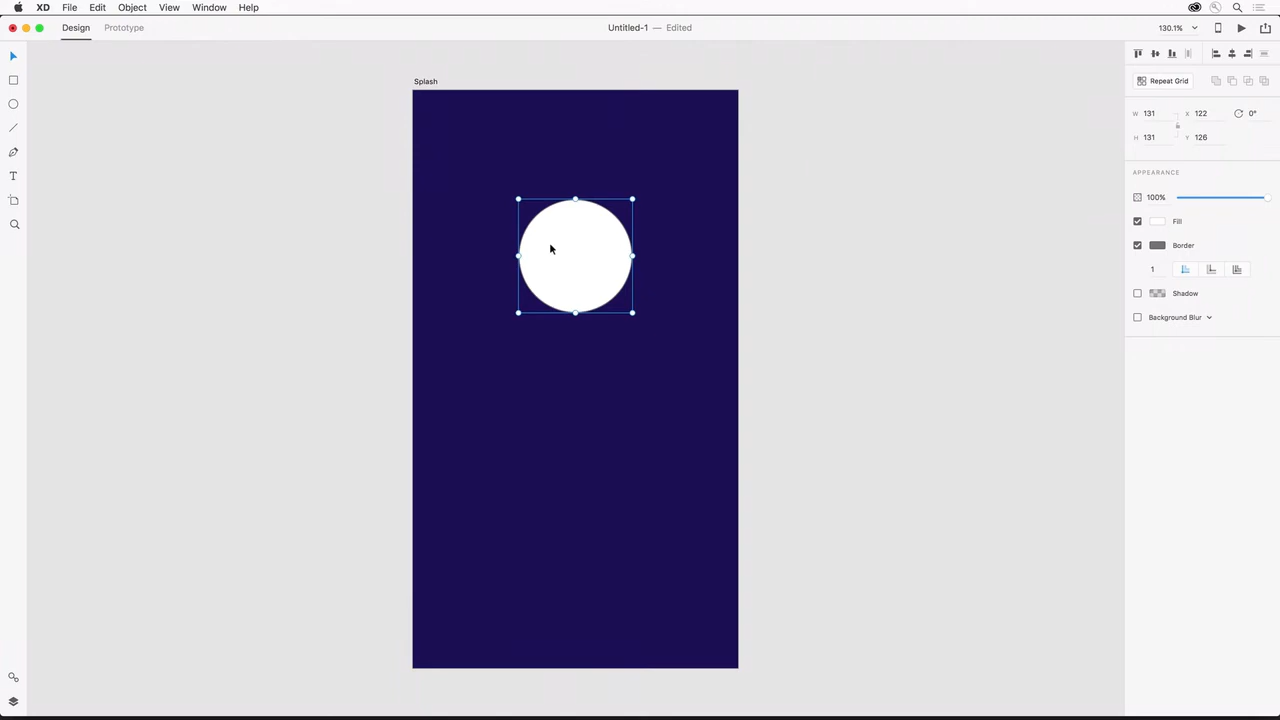 XD File Edit Object View Window Help
Design Prototype Untitled-1 — Edited 130.1%
Splash
Repeat Grid
W 131 X 122 0°
H 131 Y 126
APPEARANCE
100%
Fill
Border
1
Shadow
Background Blur